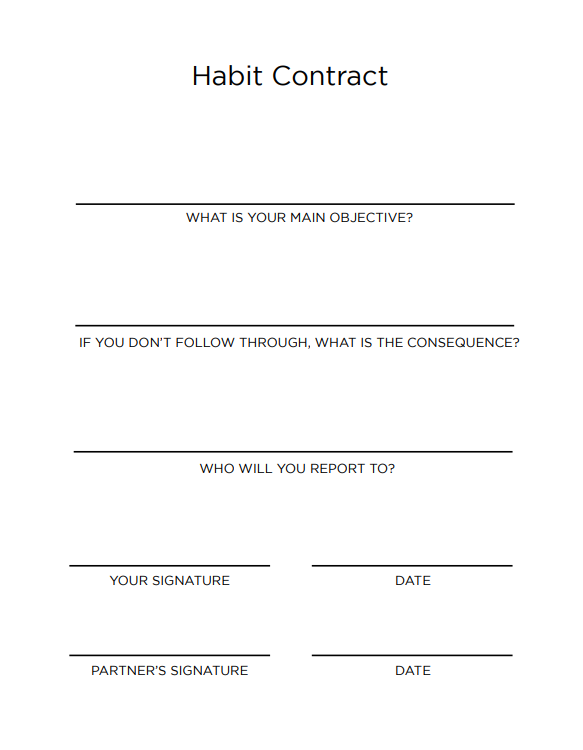 Habit Contract
WHAT IS YOUR MAIN OBJECTIVE?
IF YOU DON'T FOLLOW THROUGH, WHAT IS THE CONSEQUENCE?
WHO WILL YOU REPORT TO?
YOUR SIGNATURE
DATE
PARTNER'S SIGNATURE
DATE